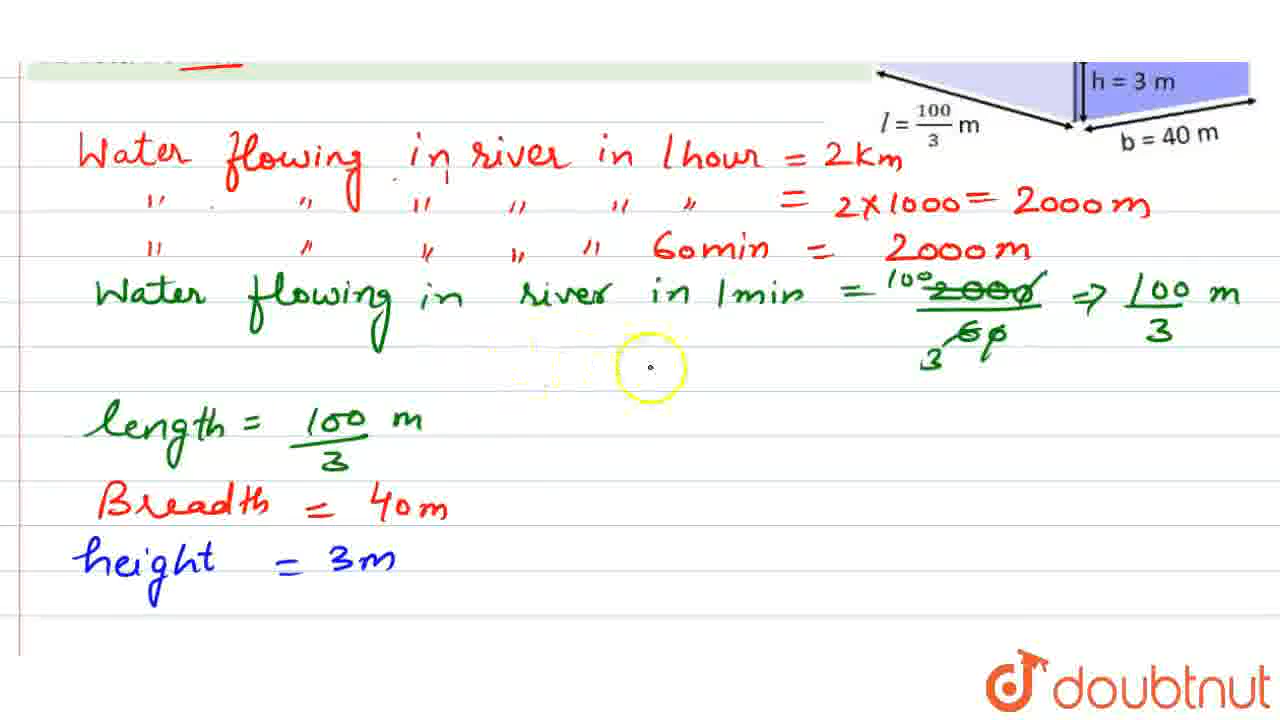 h = 3 m
l = 100/3 m
b = 40 m
Water flowing in river in 1 hour = 2 km
" " " " " " = 2 × 1000 = 2000 m
" " " " " 60 min = 2000 m
Water flowing in river in 1 min = 100 2000 / 3 60 ⇒ 100/3 m
length = 100/3 m
Breadth = 40 m
height = 3 m
doubtnut